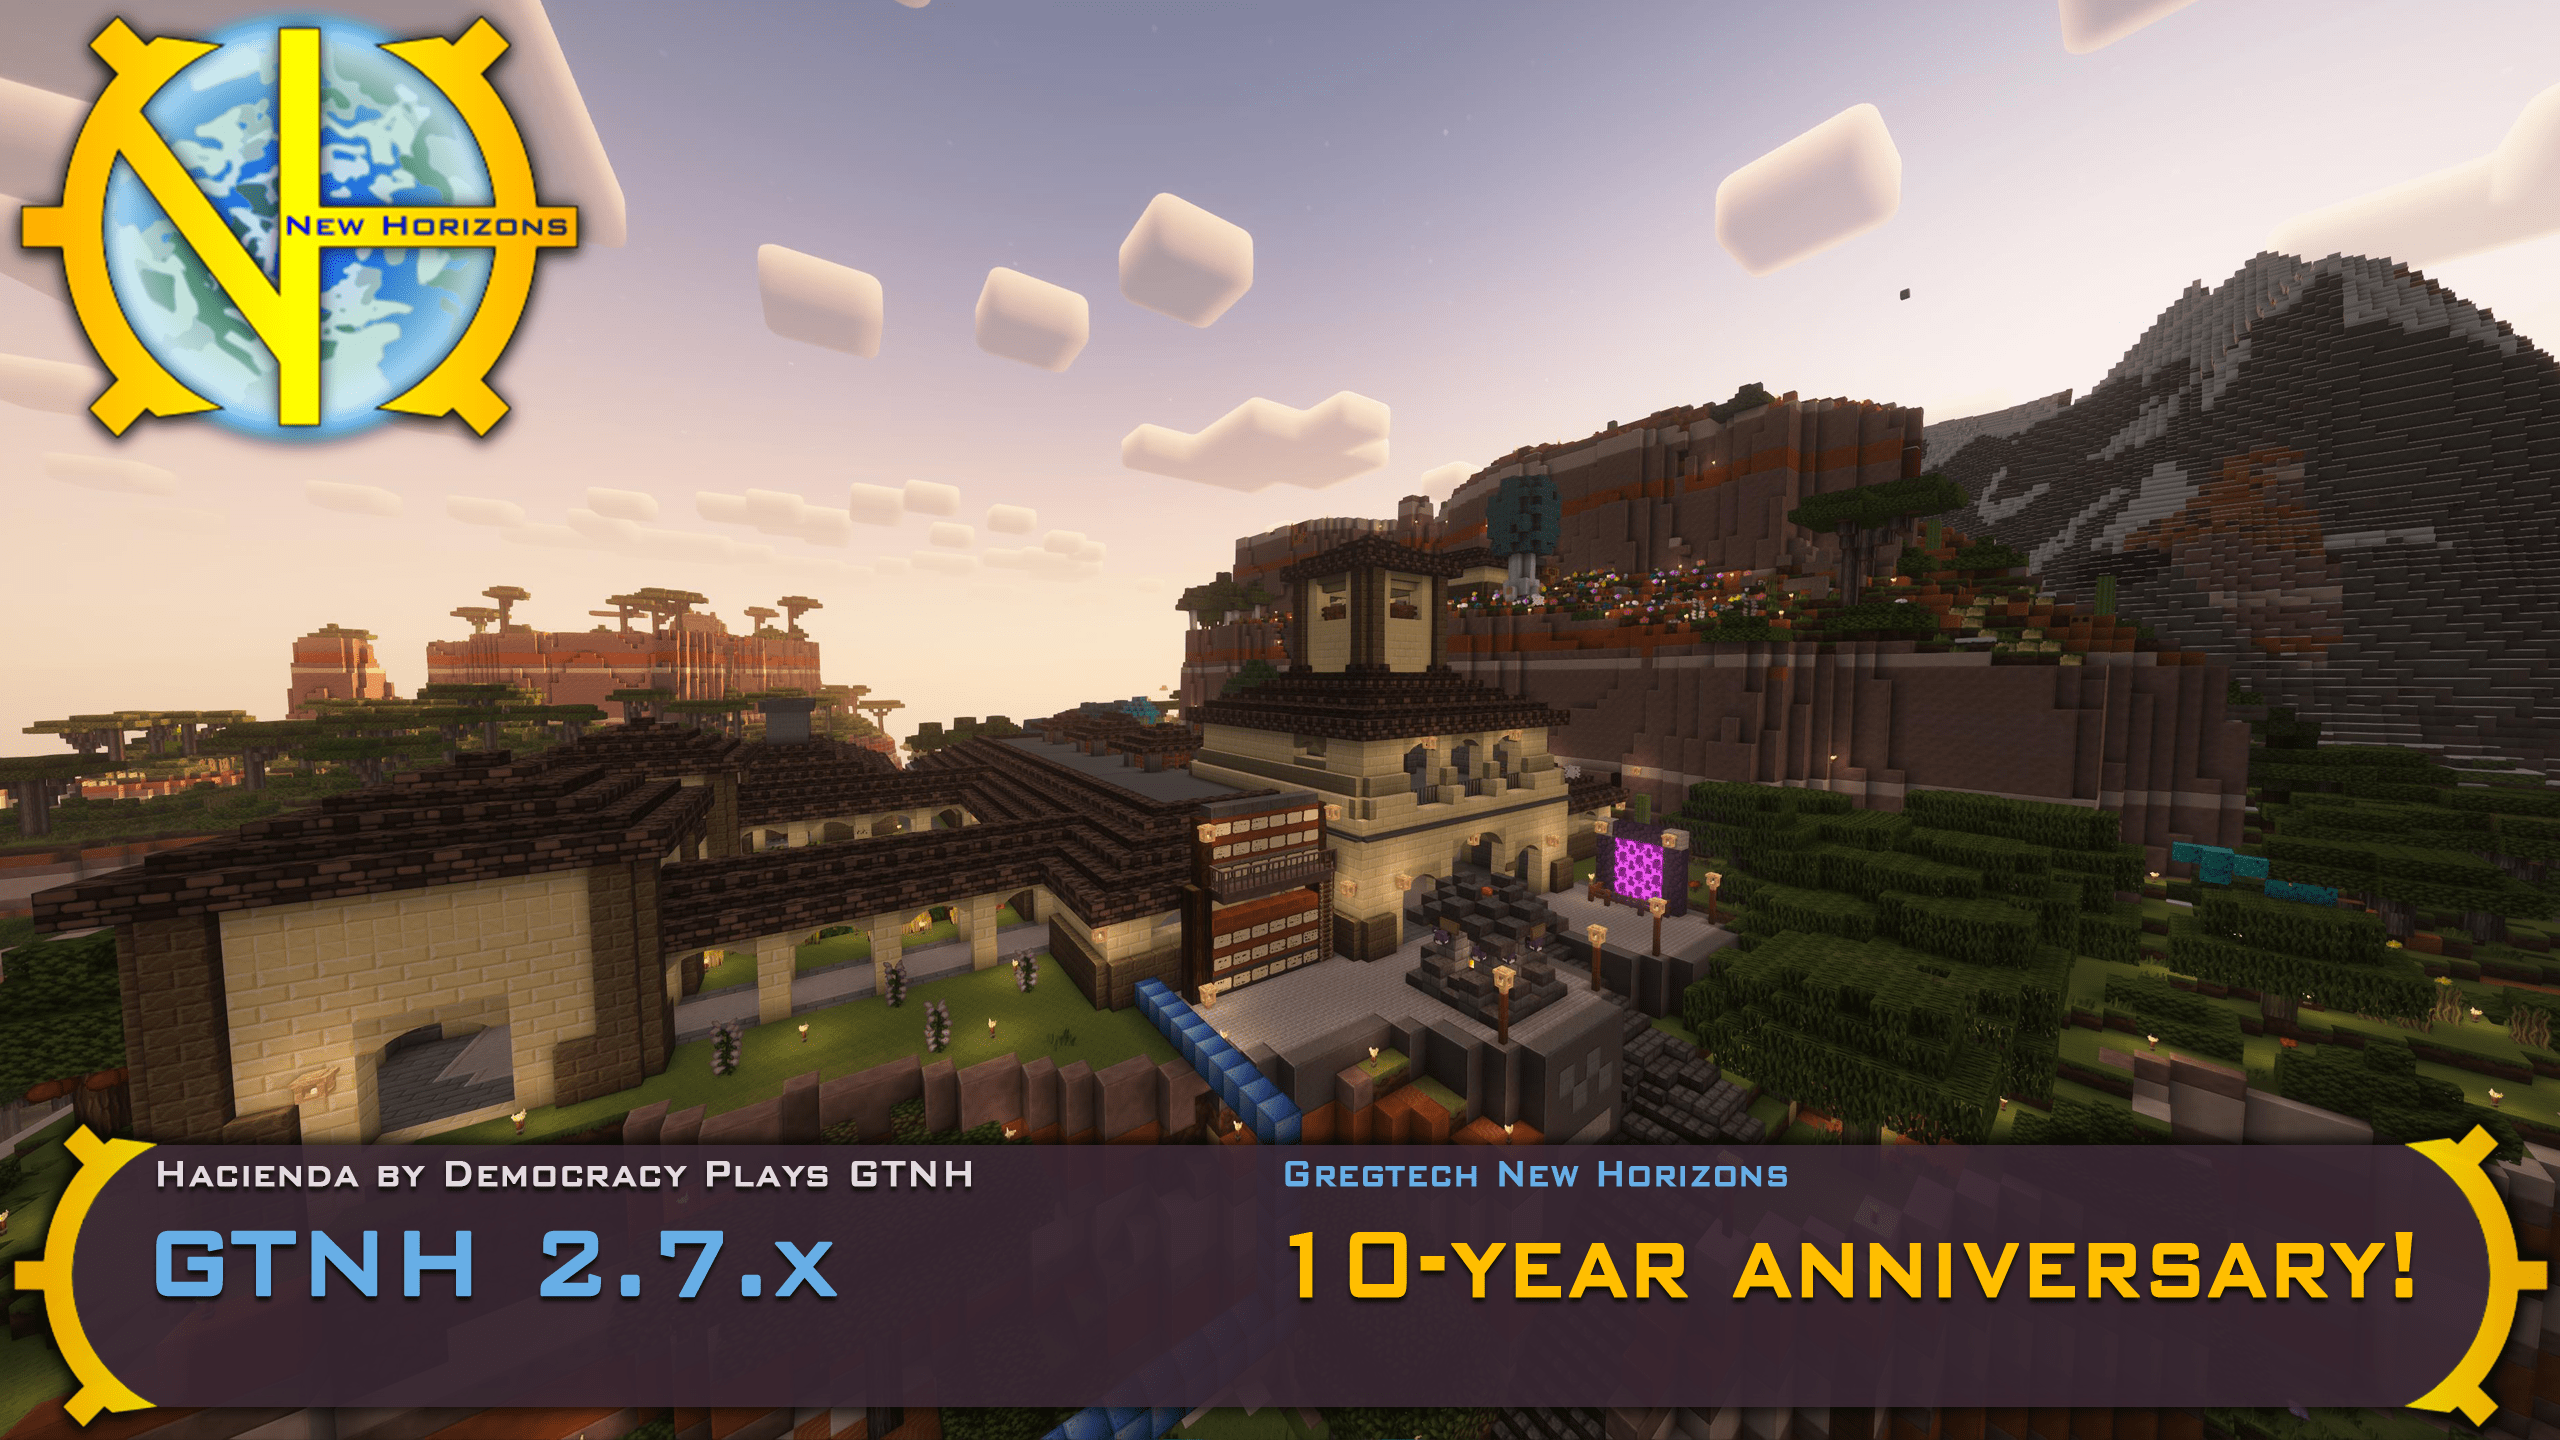 New Horizons
Hacienda by Democracy Plays GTNH
GTNH 2.7.x
Gregtech New Horizons
10-year anniversary!